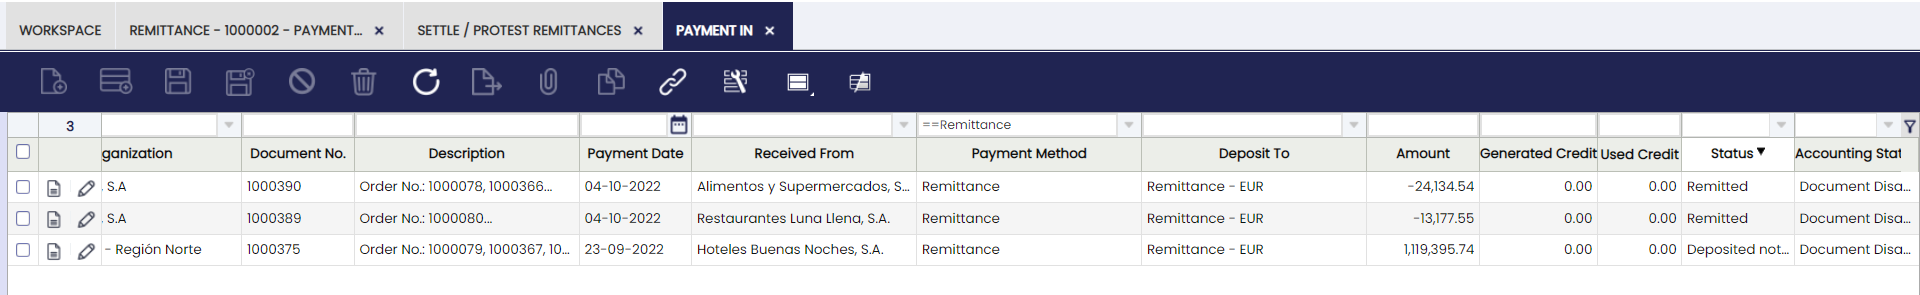 WORKSPACE REMITTANCE - 1000002 - PAYMENT... × SETTLE / PROTEST REMITTANCES × PAYMENT IN ×
3 ==Remittance
ganization Document No. Description Payment Date Received From Payment Method Deposit To Amount Generated Credit Used Credit Status ▼ Accounting Stat
. S.A 1000390 Order No.: 1000078, 1000366... 04-10-2022 Alimentos y Supermercados, S... Remittance Remittance - EUR -24,134.54 0.00 0.00 Remitted Document Disa...
. S.A 1000389 Order No.: 1000080... 04-10-2022 Restaurantes Luna Llena, S.A. Remittance Remittance - EUR -13,177.55 0.00 0.00 Remitted Document Disa...
- Región Norte 1000375 Order No.: 1000079, 1000367, 10... 23-09-2022 Hoteles Buenas Noches, S.A. Remittance Remittance - EUR 1,119,395.74 0.00 0.00 Deposited not... Document Disa...